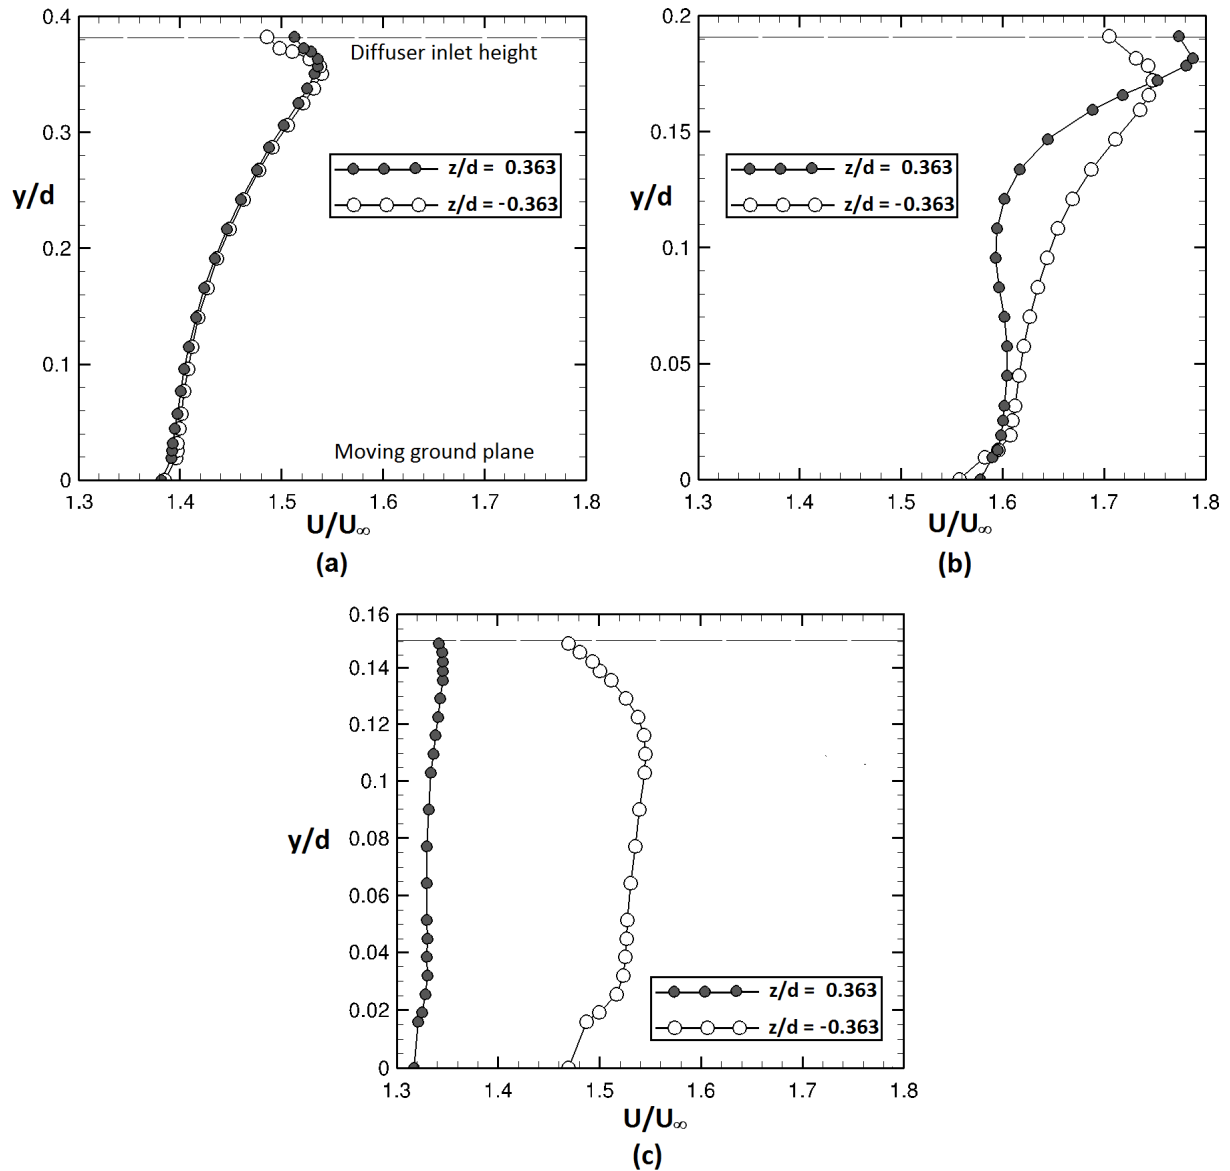 0.4
0.3
0.2
0.1
0
y/d
Diffuser inlet height
z/d = 0.363
z/d = -0.363
Moving ground plane
1.3 1.4 1.5 1.6 1.7 1.8
U/U∞
(a)
0.2
0.15
0.1
0.05
0
y/d
z/d = 0.363
z/d = -0.363
1.3 1.4 1.5 1.6 1.7 1.8
U/U∞
(b)
0.16
0.14
0.12
0.1
0.08
0.06
0.04
0.02
0
y/d
z/d = 0.363
z/d = -0.363
1.3 1.4 1.5 1.6 1.7 1.8
U/U∞
(c)